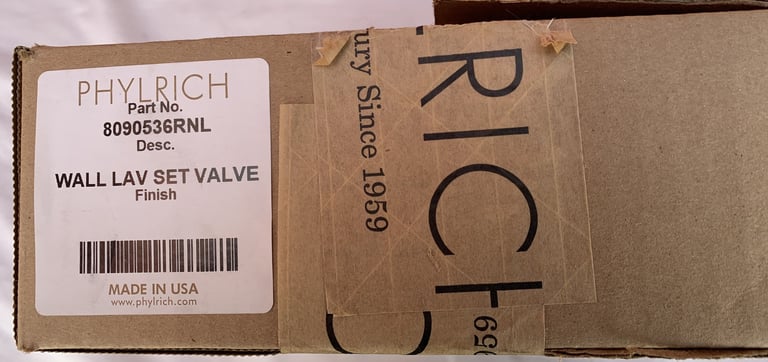 PHYLRICH
Part No.
8090536RNL
Desc.
WALL LAV SET VALVE
Finish
MADE IN USA
www.phylrich.com
ury Since 1959
RICH
959